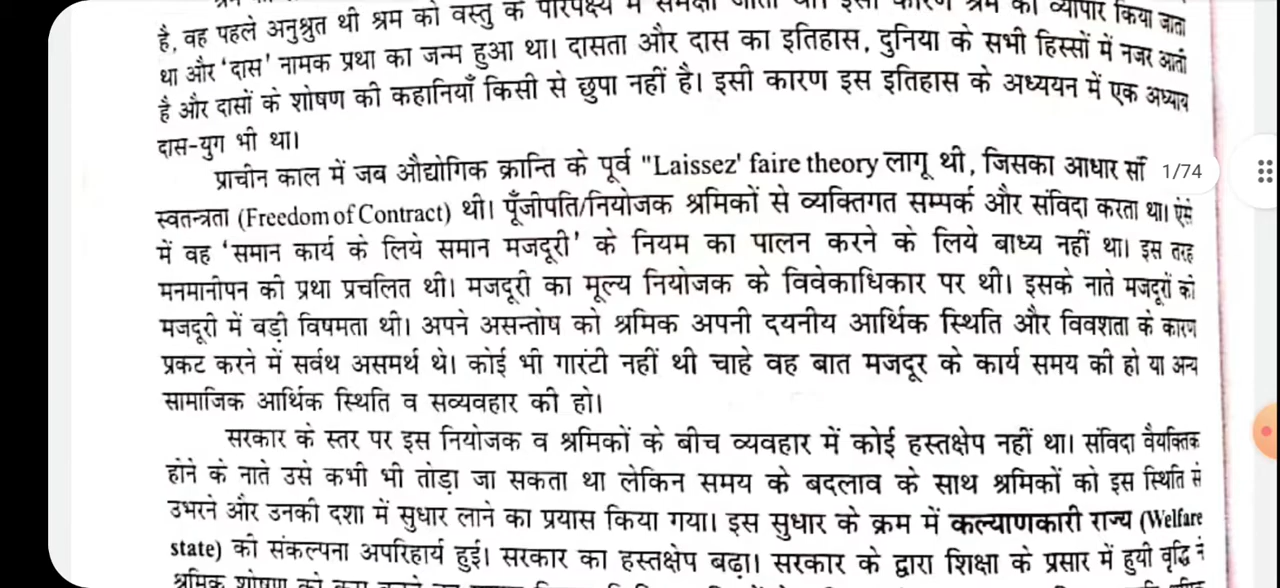 है, वह पहले अनुश्रुत थी श्रम को वस्तु के परिपेक्ष्य में समझा जाता था। इसी कारण श्रम का व्यापार किया जाता
था और 'दास' नामक प्रथा का जन्म हुआ था। दासता और दास का इतिहास, दुनिया के सभी हिस्सों में नजर आती
है और दासों के शोषण की कहानियाँ किसी से छुपा नहीं है। इसी कारण इस इतिहास के अध्ययन में एक अध्याय
दास-युग भी था।
प्राचीन काल में जब औद्योगिक क्रान्ति के पूर्व "Laissez' faire theory लागू थी, जिसका आधार 1/74
स्वतन्त्रता (Freedom of Contract) थी। पूँजीपति/नियोजक श्रमिकों से व्यक्तिगत सम्पर्क और संविदा करता था। ऐसे
में वह 'समान कार्य के लिये समान मजदूरी' के नियम का पालन करने के लिये बाध्य नहीं था। इस तरह
मनमानीपन की प्रथा प्रचलित थी। मजदूरी का मूल्य नियोजक के विवेकाधिकार पर थी। इसके नाते मजदूरों को
मजदूरी में बड़ी विषमता थी। अपने असन्तोष को श्रमिक अपनी दयनीय आर्थिक स्थिति और विवशता के कारण
प्रकट करने में सर्वथ असमर्थ थे। कोई भी गारंटी नहीं थी चाहे वह बात मजदूर के कार्य समय की हो या अन्य
सामाजिक आर्थिक स्थिति व सव्यवहार की हो।
सरकार के स्तर पर इस नियोजक व श्रमिकों के बीच व्यवहार में कोई हस्तक्षेप नहीं था। संविदा वैयक्तिक
होने के नाते उसे कभी भी तोड़ा जा सकता था लेकिन समय के बदलाव के साथ श्रमिकों को इस स्थिति से
उभरने और उनकी दशा में सुधार लाने का प्रयास किया गया। इस सुधार के क्रम में कल्याणकारी राज्य (Welfare
state) की संकल्पना अपरिहार्य हुई। सरकार का हस्तक्षेप बढ़ा। सरकार के द्वारा शिक्षा के प्रसार में हुयी वृद्धि ने